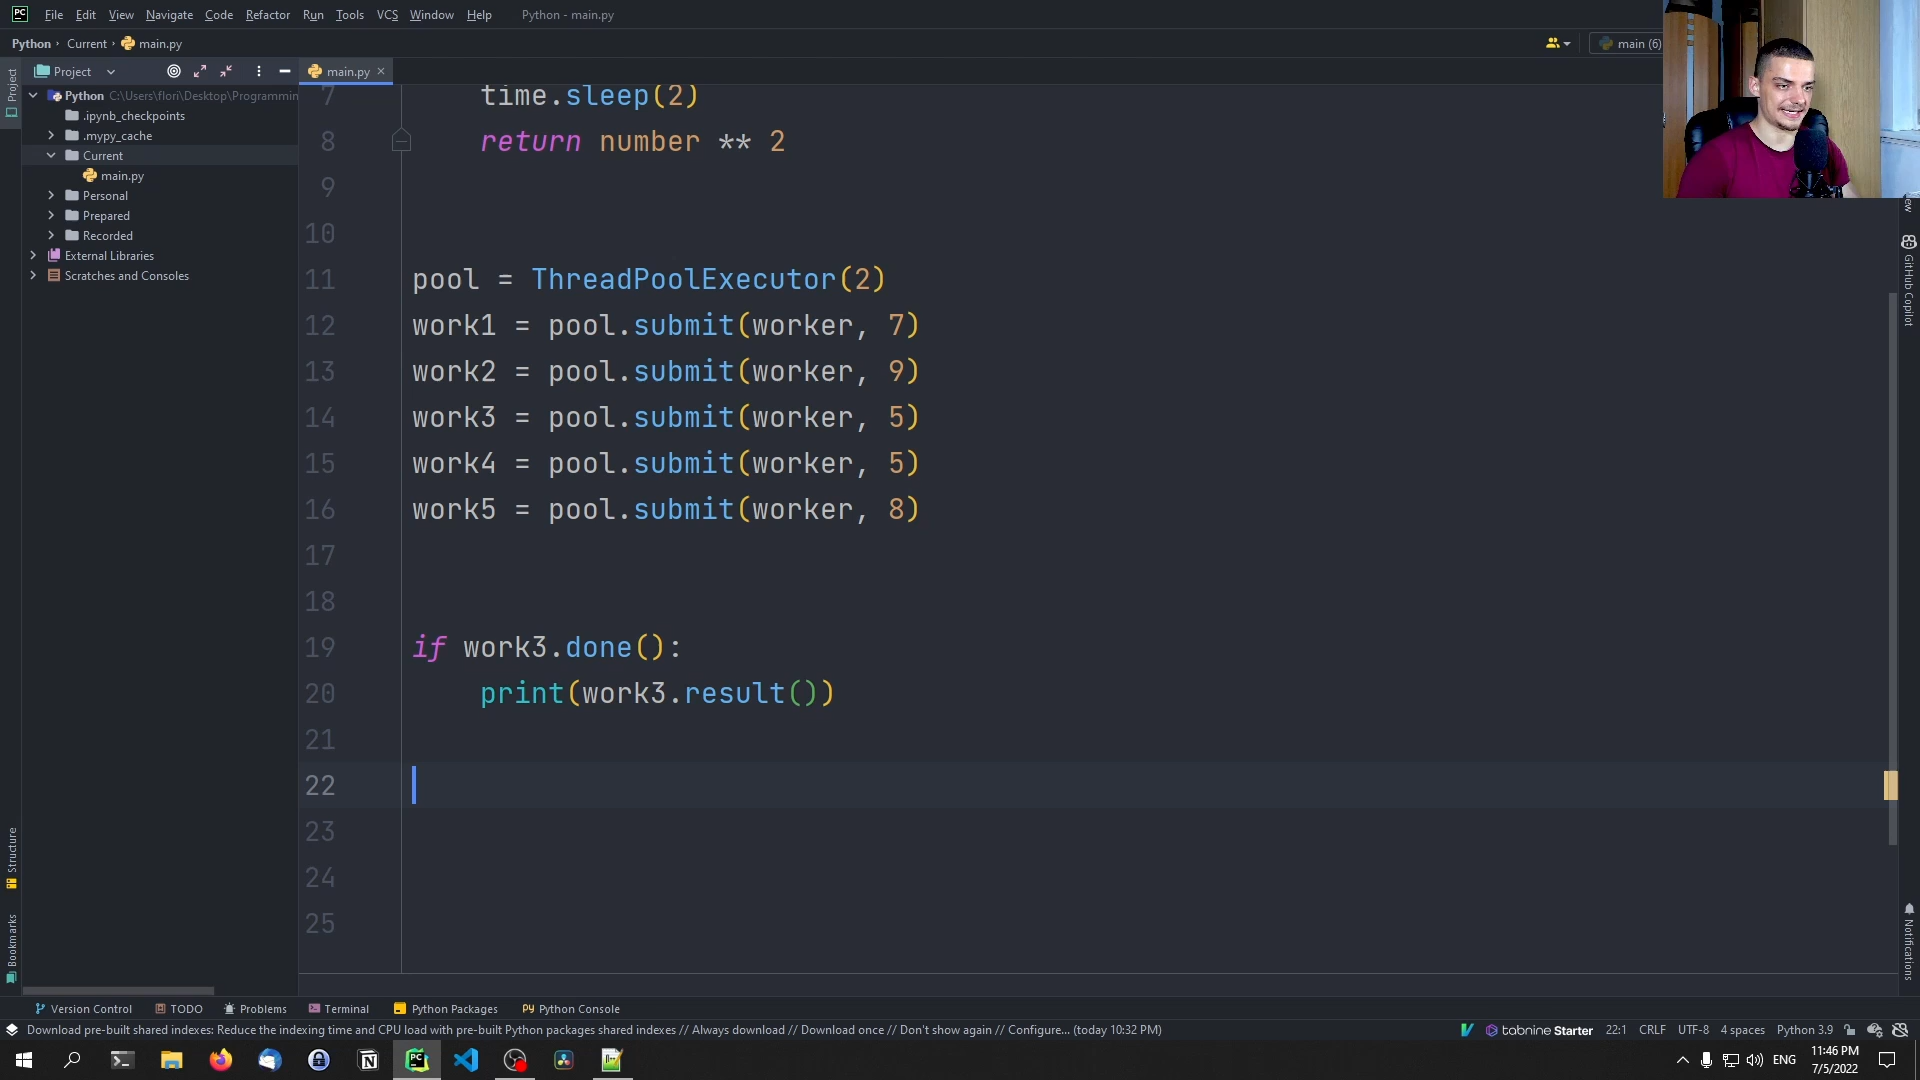 PC File Edit View Navigate Code Refactor Run Tools VCS Window Help Python - main.py
Python Current main.py main (6)
Project
Project main.py
Python C:\Users\flori\Desktop\Programmin
.ipynb_checkpoints
.mypy_cache
Current
main.py
Personal
Prepared
Recorded
External Libraries
Scratches and Consoles
7 time.sleep(2)
8 return number ** 2
9
10
11 pool = ThreadPoolExecutor(2)
12 work1 = pool.submit(worker, 7)
13 work2 = pool.submit(worker, 9)
14 work3 = pool.submit(worker, 5)
15 work4 = pool.submit(worker, 5)
16 work5 = pool.submit(worker, 8)
17
18
19 if work3.done():
20 print(work3.result())
21
22
23
24
25
ew
GitHub Copilot
Notifications
Structure
Bookmarks
Version Control TODO Problems Terminal Python Packages Python Console
Download pre-built shared indexes: Reduce the indexing time and CPU load with pre-built Python packages shared indexes // Always download // Download once // Don't show again // Configure... (today 10:32 PM) tabnine Starter 22:1 CRLF UTF-8 4 spaces Python 3.9
ENG 11:46 PM
7/5/2022